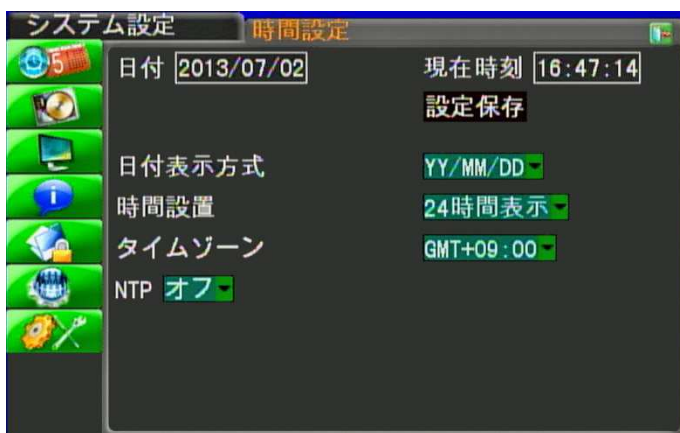 システム設定 時間設定
5
日付 2013/07/02 現在時刻 16:47:14
設定保存
日付表示方式 YY/MM/DD
時間設置 24時間表示
タイムゾーン GMT+09:00
NTP オフ